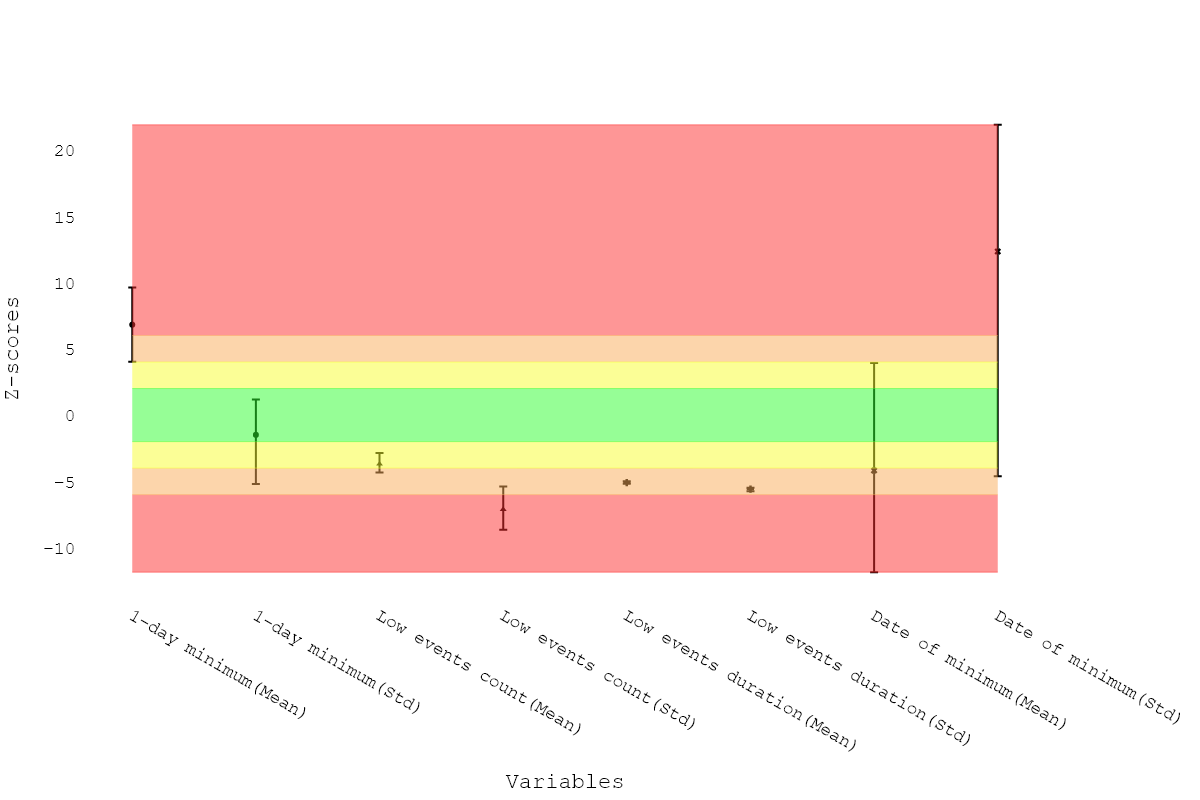 Z-scores
20
15
10
5
0
−5
−10
1-day minimum(Mean)
1-day minimum(Std)
Low events count(Mean)
Low events count(Std)
Low events duration(Mean)
Low events duration(Std)
Date of minimum(Mean)
Date of minimum(Std)
Variables